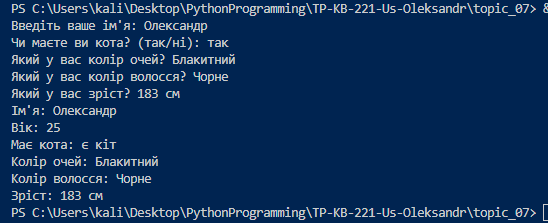 PS C:\Users\kali\Desktop\PythonProgramming\TP-KB-221-Us-Oleksandr\topic_07> &
Введіть ваше ім'я: Олександр
Чи маєте ви кота? (так/ні): так
Який у вас колір очей? Блакитний
Який у вас колір волосся? Чорне
Який у вас зріст? 183 см
Ім'я: Олександр
Вік: 25
Має кота: є кіт
Колір очей: Блакитний
Колір волосся: Чорне
Зріст: 183 см
PS C:\Users\kali\Desktop\PythonProgramming\TP-KB-221-Us-Oleksandr\topic_07>